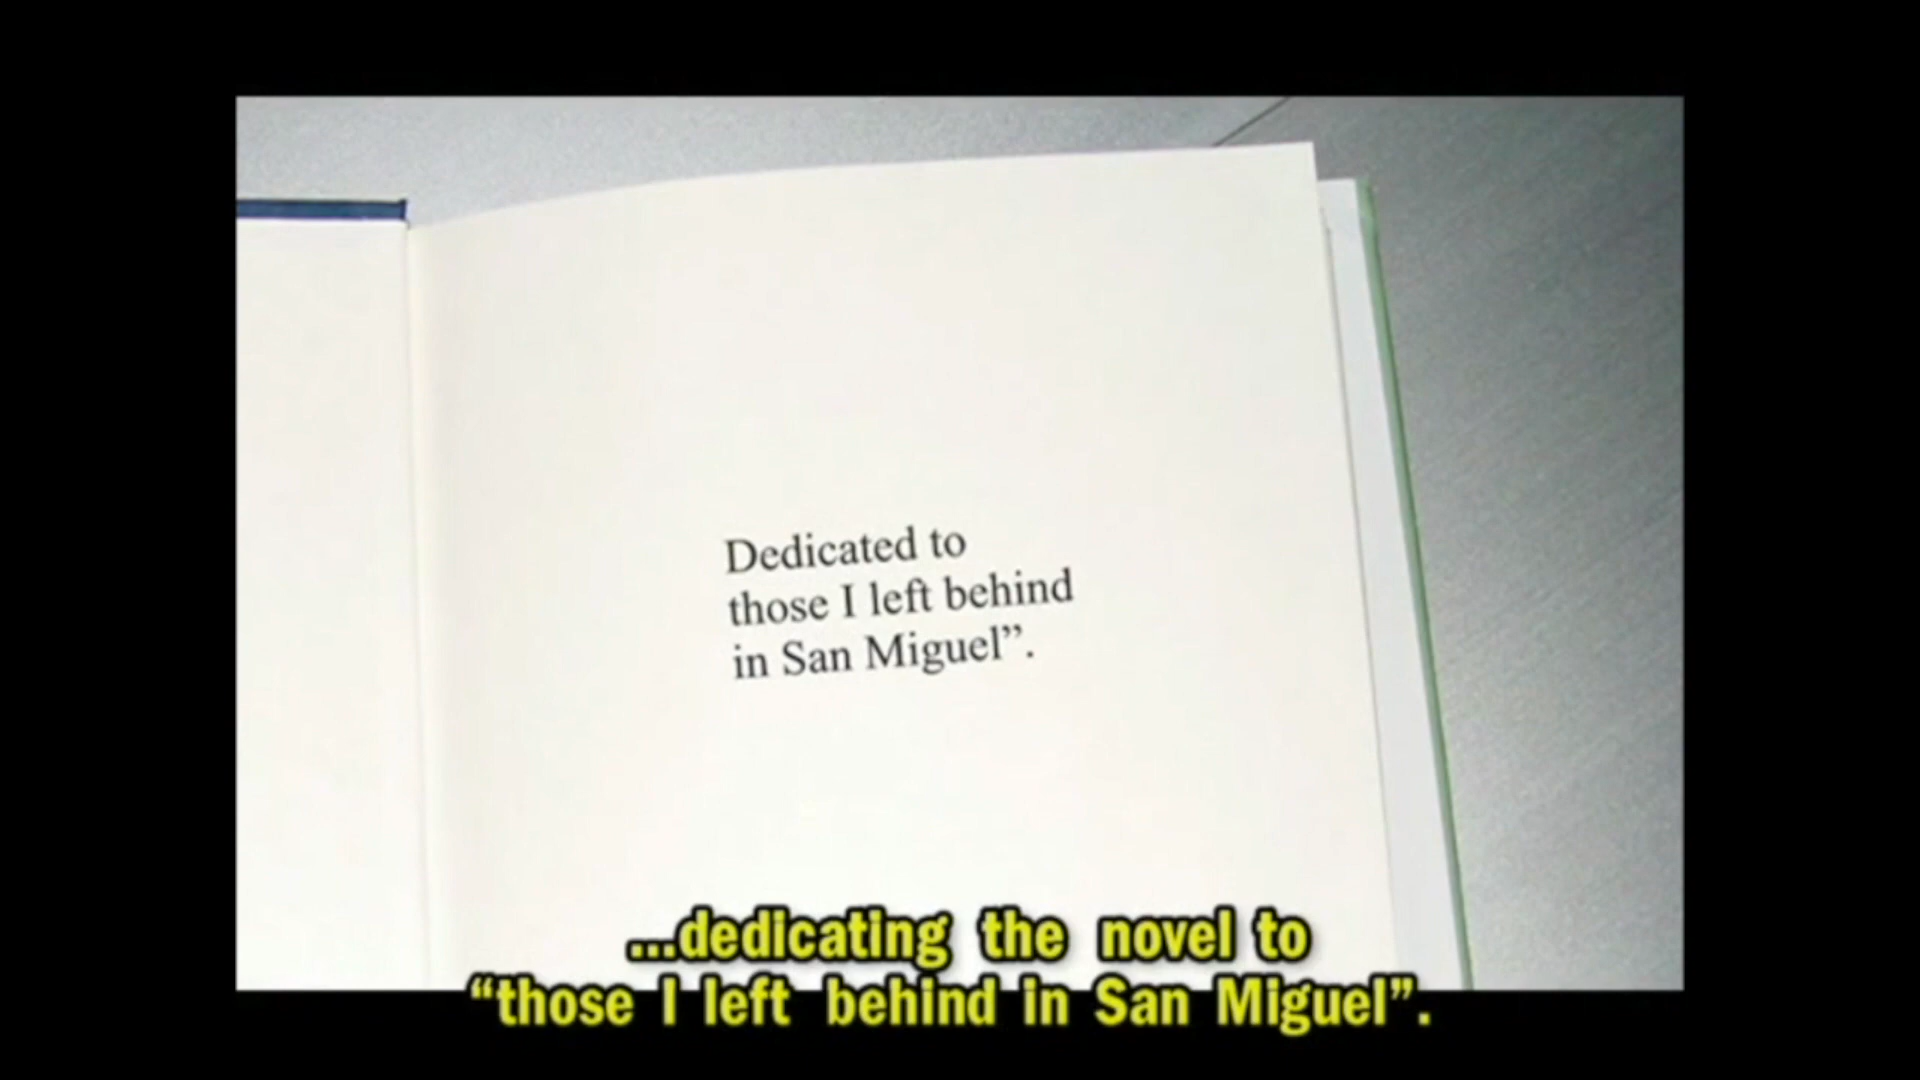 Dedicated to
those I left behind
in San Miguel”.
...dedicating the novel to
“those I left behind in San Miguel”.